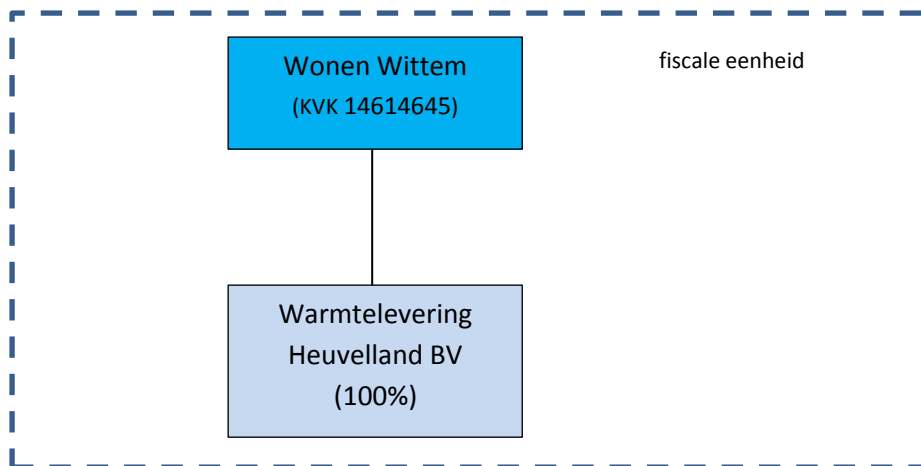 Wonen Wittem
(KVK 14614645)
fiscale eenheid
Warmtelevering
Heuvelland BV
(100%)